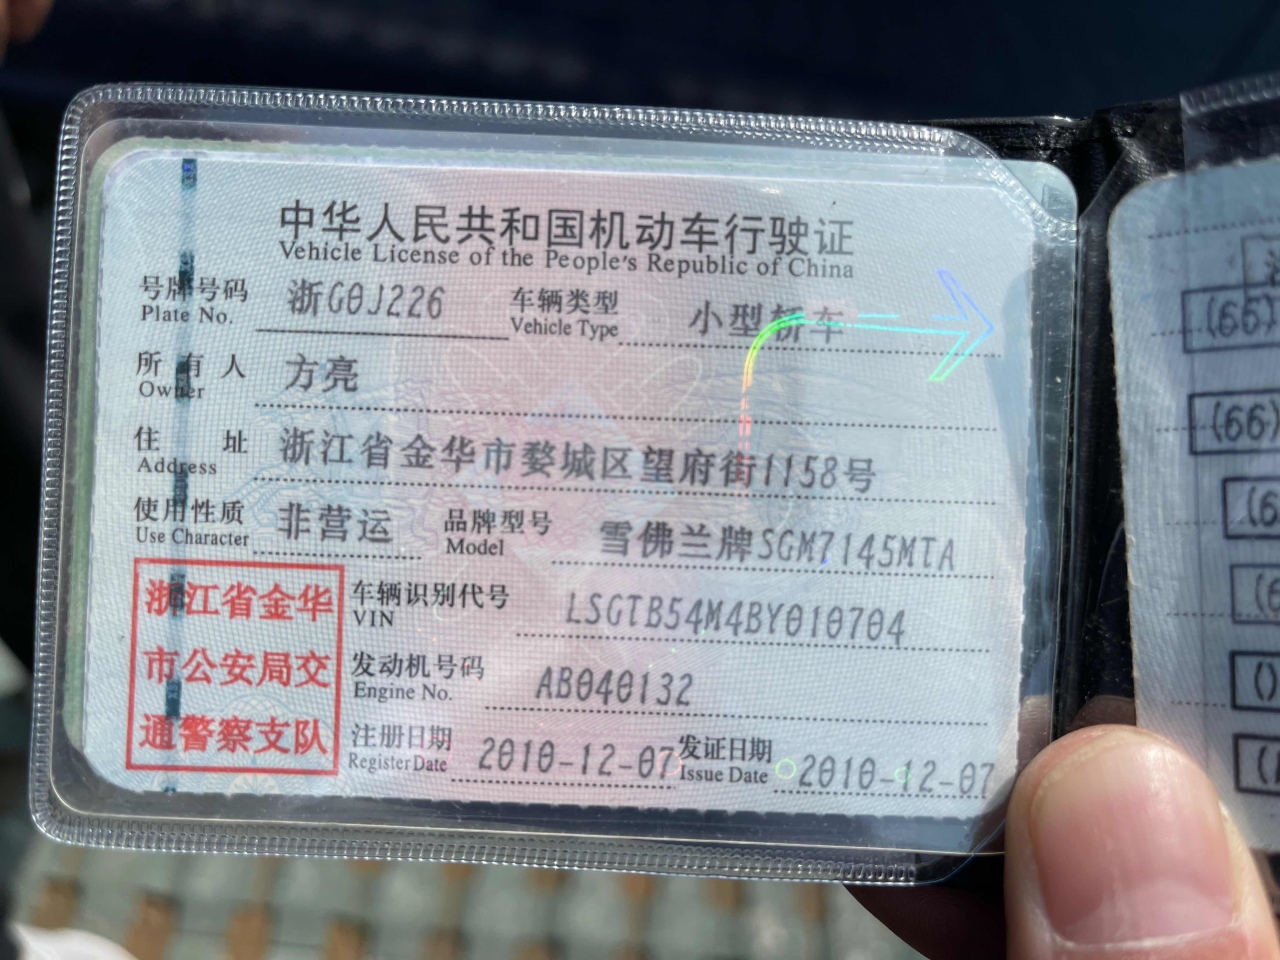 中华人民共和国机动车行驶证
Vehicle License of the People's Republic of China
号牌号码 浙G0J226 车辆类型 小型轿车
Plate No. Vehicle Type
所有人 方亮
Owner
住址 浙江省金华市婺城区望府街1158号
Address
使用性质 非营运 品牌型号 雪佛兰牌SGM7145MTA
Use Character Model
浙江省金华
市公安局交
通警察支队
车辆识别代号 LSGTB54M4BY010704
VIN
发动机号码 AB040132
Engine No.
注册日期 2010-12-07 发证日期 2010-12-07
Register Date Issue Date
(66)
(66)
(6
(6
()
(